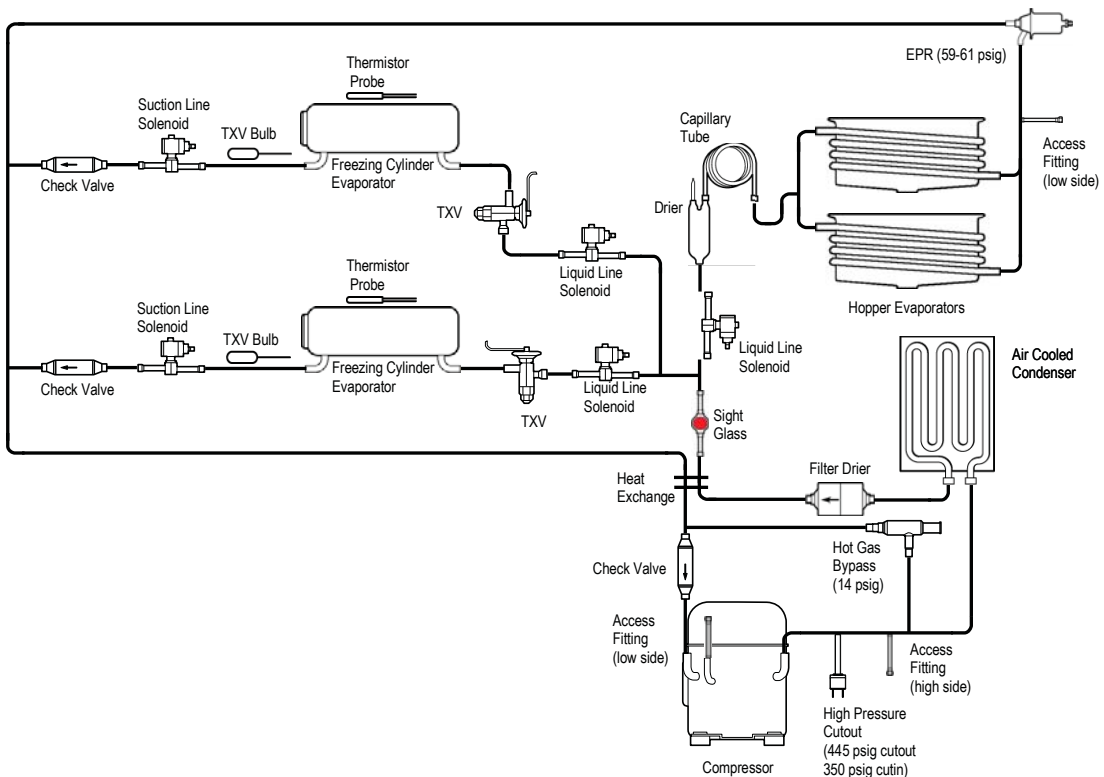 EPR (59-61 psig)
Thermistor
Probe
Suction Line
Solenoid
TXV Bulb
Capillary
Tube
Access
Fitting
(low side)
Check Valve
Freezing Cylinder
Evaporator
TXV
Drier
Liquid Line
Solenoid
Hopper Evaporators
Thermistor
Probe
Suction Line
Solenoid
TXV Bulb
Liquid Line
Solenoid
Air Cooled
Condenser
Check Valve
Freezing Cylinder
Evaporator
Liquid Line
Solenoid
TXV
Sight
Glass
Heat
Exchange
Filter Drier
Hot Gas
Bypass
(14 psig)
Check Valve
Access
Fitting
(low side)
Access
Fitting
(high side)
High Pressure
Cutout
(445 psig cutout
350 psig cutin)
Compressor